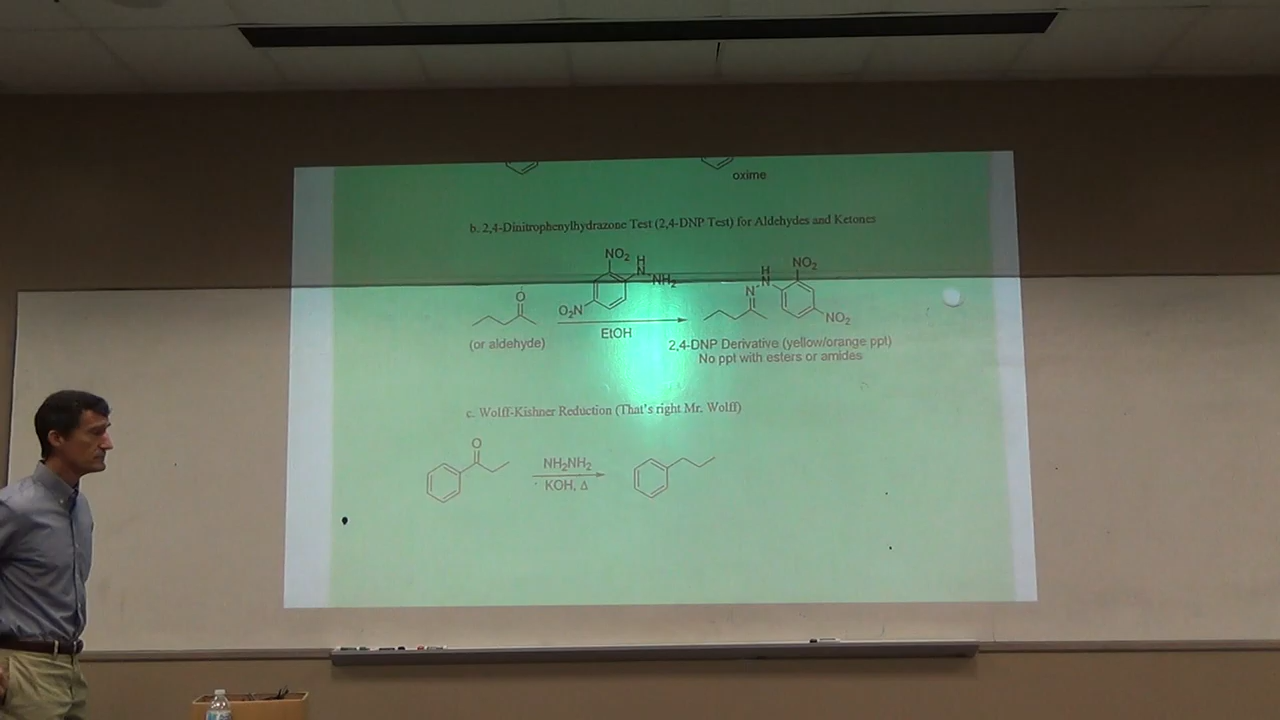 oxime
b. 2,4-Dinitrophenylhydrazone Test (2,4-DNP Test) for Aldehydes and Ketones
NO2
H
N
NH2
O2N
O
EtOH
(or aldehyde)
H
N
N
NO2
NO2
2,4-DNP Derivative (yellow/orange ppt)
No ppt with esters or amides
c. Wolff-Kishner Reduction (That's right Mr. Wolff)
O
NH2NH2
KOH, Δ